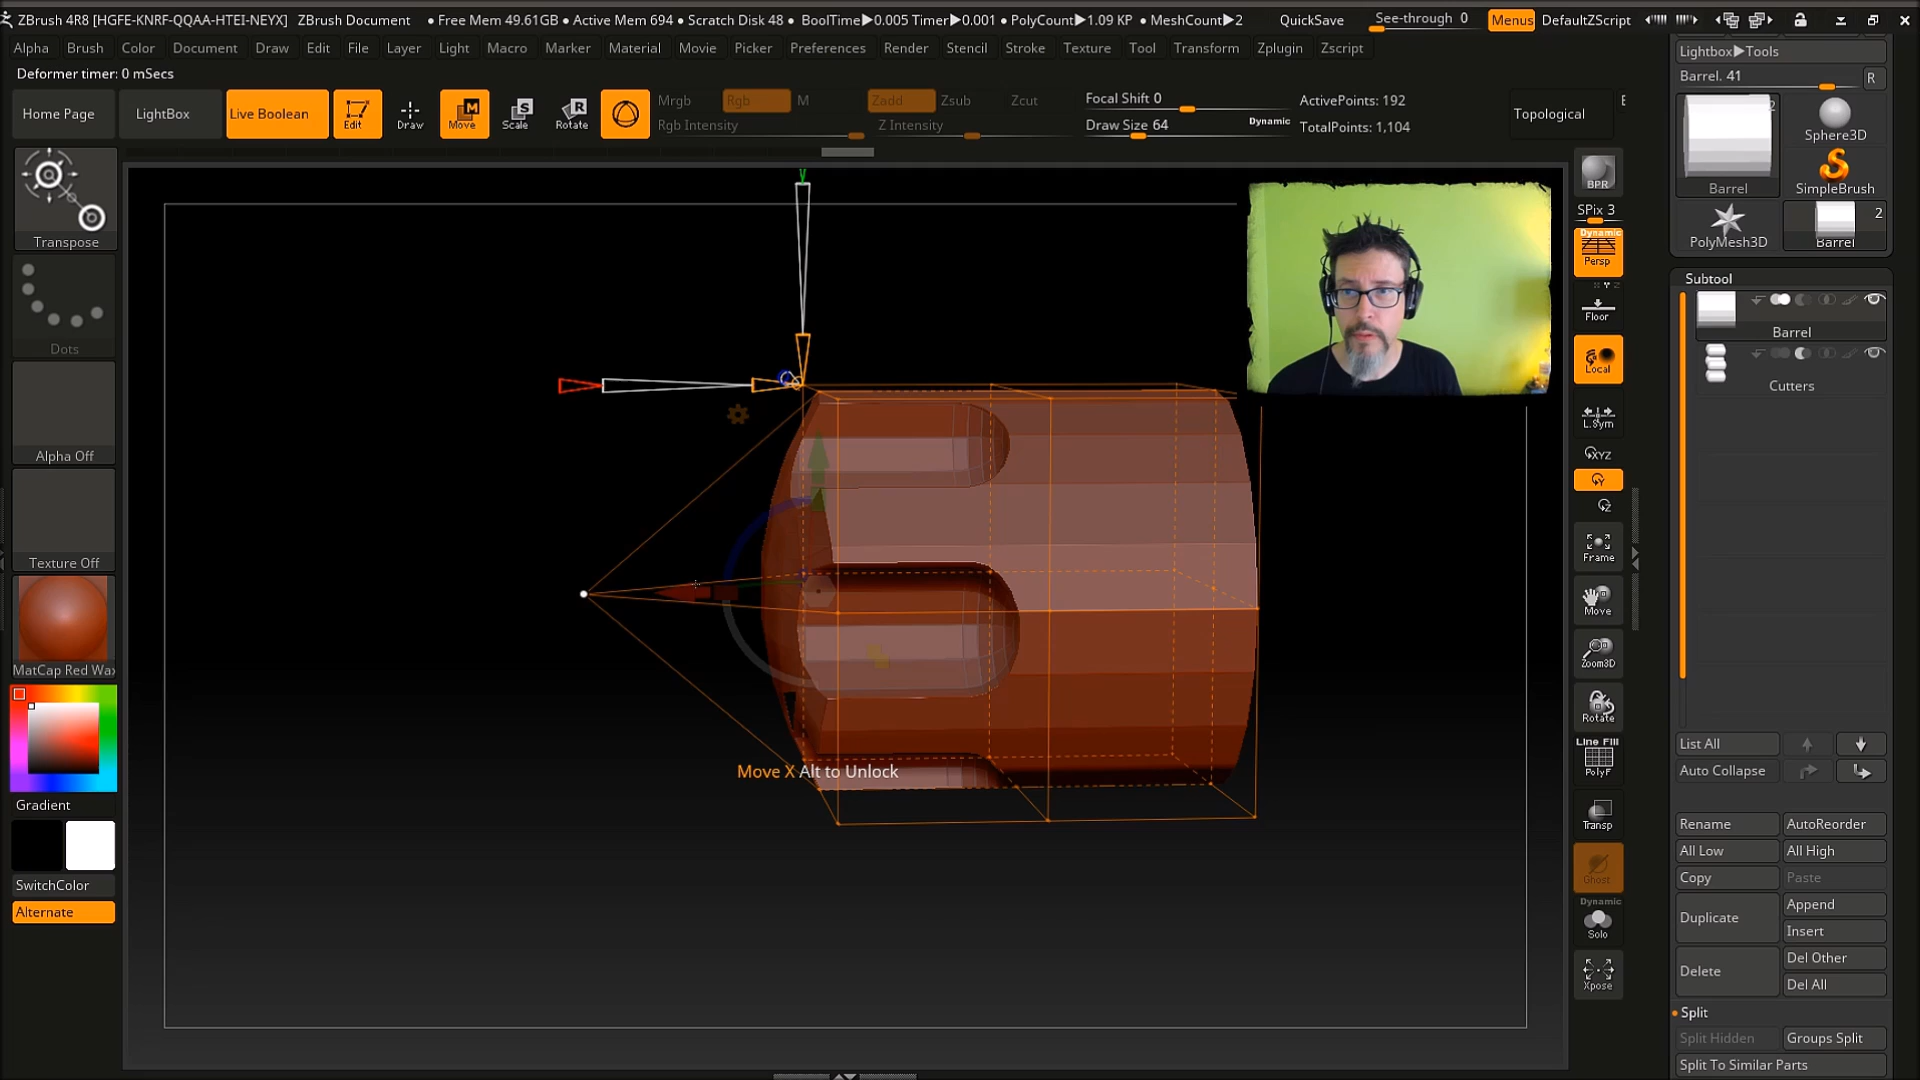 ZBrush 4R8 [HGFE-KNRF-QQAA-HTEI-NEYX] ZBrush Document • Free Mem 49.61GB • Active Mem 694 • Scratch Disk 48 • BoolTime▶0.005 Timer▶0.001 • PolyCount▶1.09 KP • MeshCount▶2 QuickSave See-through 0 Menus DefaultZScript
Alpha Brush Color Document Draw Edit File Layer Light Macro Marker Material Movie Picker Preferences Render Stencil Stroke Texture Tool Transform Zplugin Zscript
Deformer timer: 0 mSecs
Home Page LightBox Live Boolean Edit Draw Move Scale Rotate
Mrgb Rgb M Zadd Zsub Zcut
Rgb Intensity Z Intensity
Focal Shift 0
Draw Size 64 Dynamic
ActivePoints: 192
TotalPoints: 1,104
Topological
Transpose
Dots
Alpha Off
Texture Off
MatCap Red Wax
Gradient
SwitchColor
Alternate
y
Move X Alt to Unlock
BPR
SPix 3
Dynamic
Persp
Floor
Local
L.Sym
XYZ
Y
Z
Frame
Move
Zoom3D
Rotate
Line Fill
PolyF
Transp
Ghost
Dynamic
Solo
Xpose
Lightbox▶Tools
Barrel. 41 R
2
Barrel
Sphere3D
SimpleBrush
PolyMesh3D
2
Barrel
Subtool
Barrel
Cutters
List All
Auto Collapse
Rename AutoReorder
All Low All High
Copy Paste
Duplicate Append
Insert
Delete Del Other
Del All
Split
Split Hidden Groups Split
Split To Similar Parts